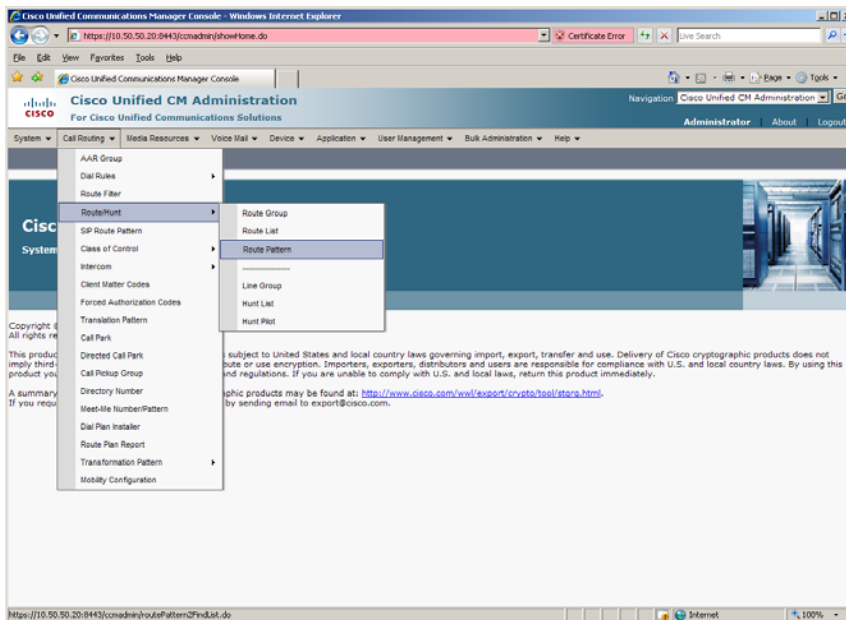 Cisco Unified Communications Manager Console - Windows Internet Explorer
https://10.50.50.20:8443/ccmadmin/showHome.do
Certificate Error
Live Search
File Edit View Favorites Tools Help
Cisco Unified Communications Manager Console
Page
Tools
cisco
Cisco Unified CM Administration
For Cisco Unified Communications Solutions
Navigation Cisco Unified CM Administration
Administrator | About | Logout
System Call Routing Media Resources Voice Mail Device Application User Management Bulk Administration Help
AAR Group
Dial Rules
Route Filter
Route/Hunt
SIP Route Pattern
Class of Control
Intercom
Client Matter Codes
Forced Authorization Codes
Translation Pattern
Call Park
Directed Call Park
Call Pickup Group
Directory Number
Meet-Me Number/Pattern
Dial Plan Installer
Route Plan Report
Transformation Pattern
Mobility Configuration
Route Group
Route List
Route Pattern
----------------
Line Group
Hunt List
Hunt Pilot
Cisc
System
Copyright
All rights re
This produc s subject to United States and local country laws governing import, export, transfer and use. Delivery of Cisco cryptographic products does not
imply third- bute or use encryption. Importers, exporters, distributors and users are responsible for compliance with U.S. and local country laws. By using this
product you and regulations. If you are unable to comply with U.S. and local laws, return this product immediately.
A summary phic products may be found at: http://www.cisco.com/wwl/export/crypto/tool/stqrg.html.
If you requ by sending email to export@cisco.com.
https://10.50.50.20:8443/ccmadmin/routePattern2FindList.do
Internet
100%